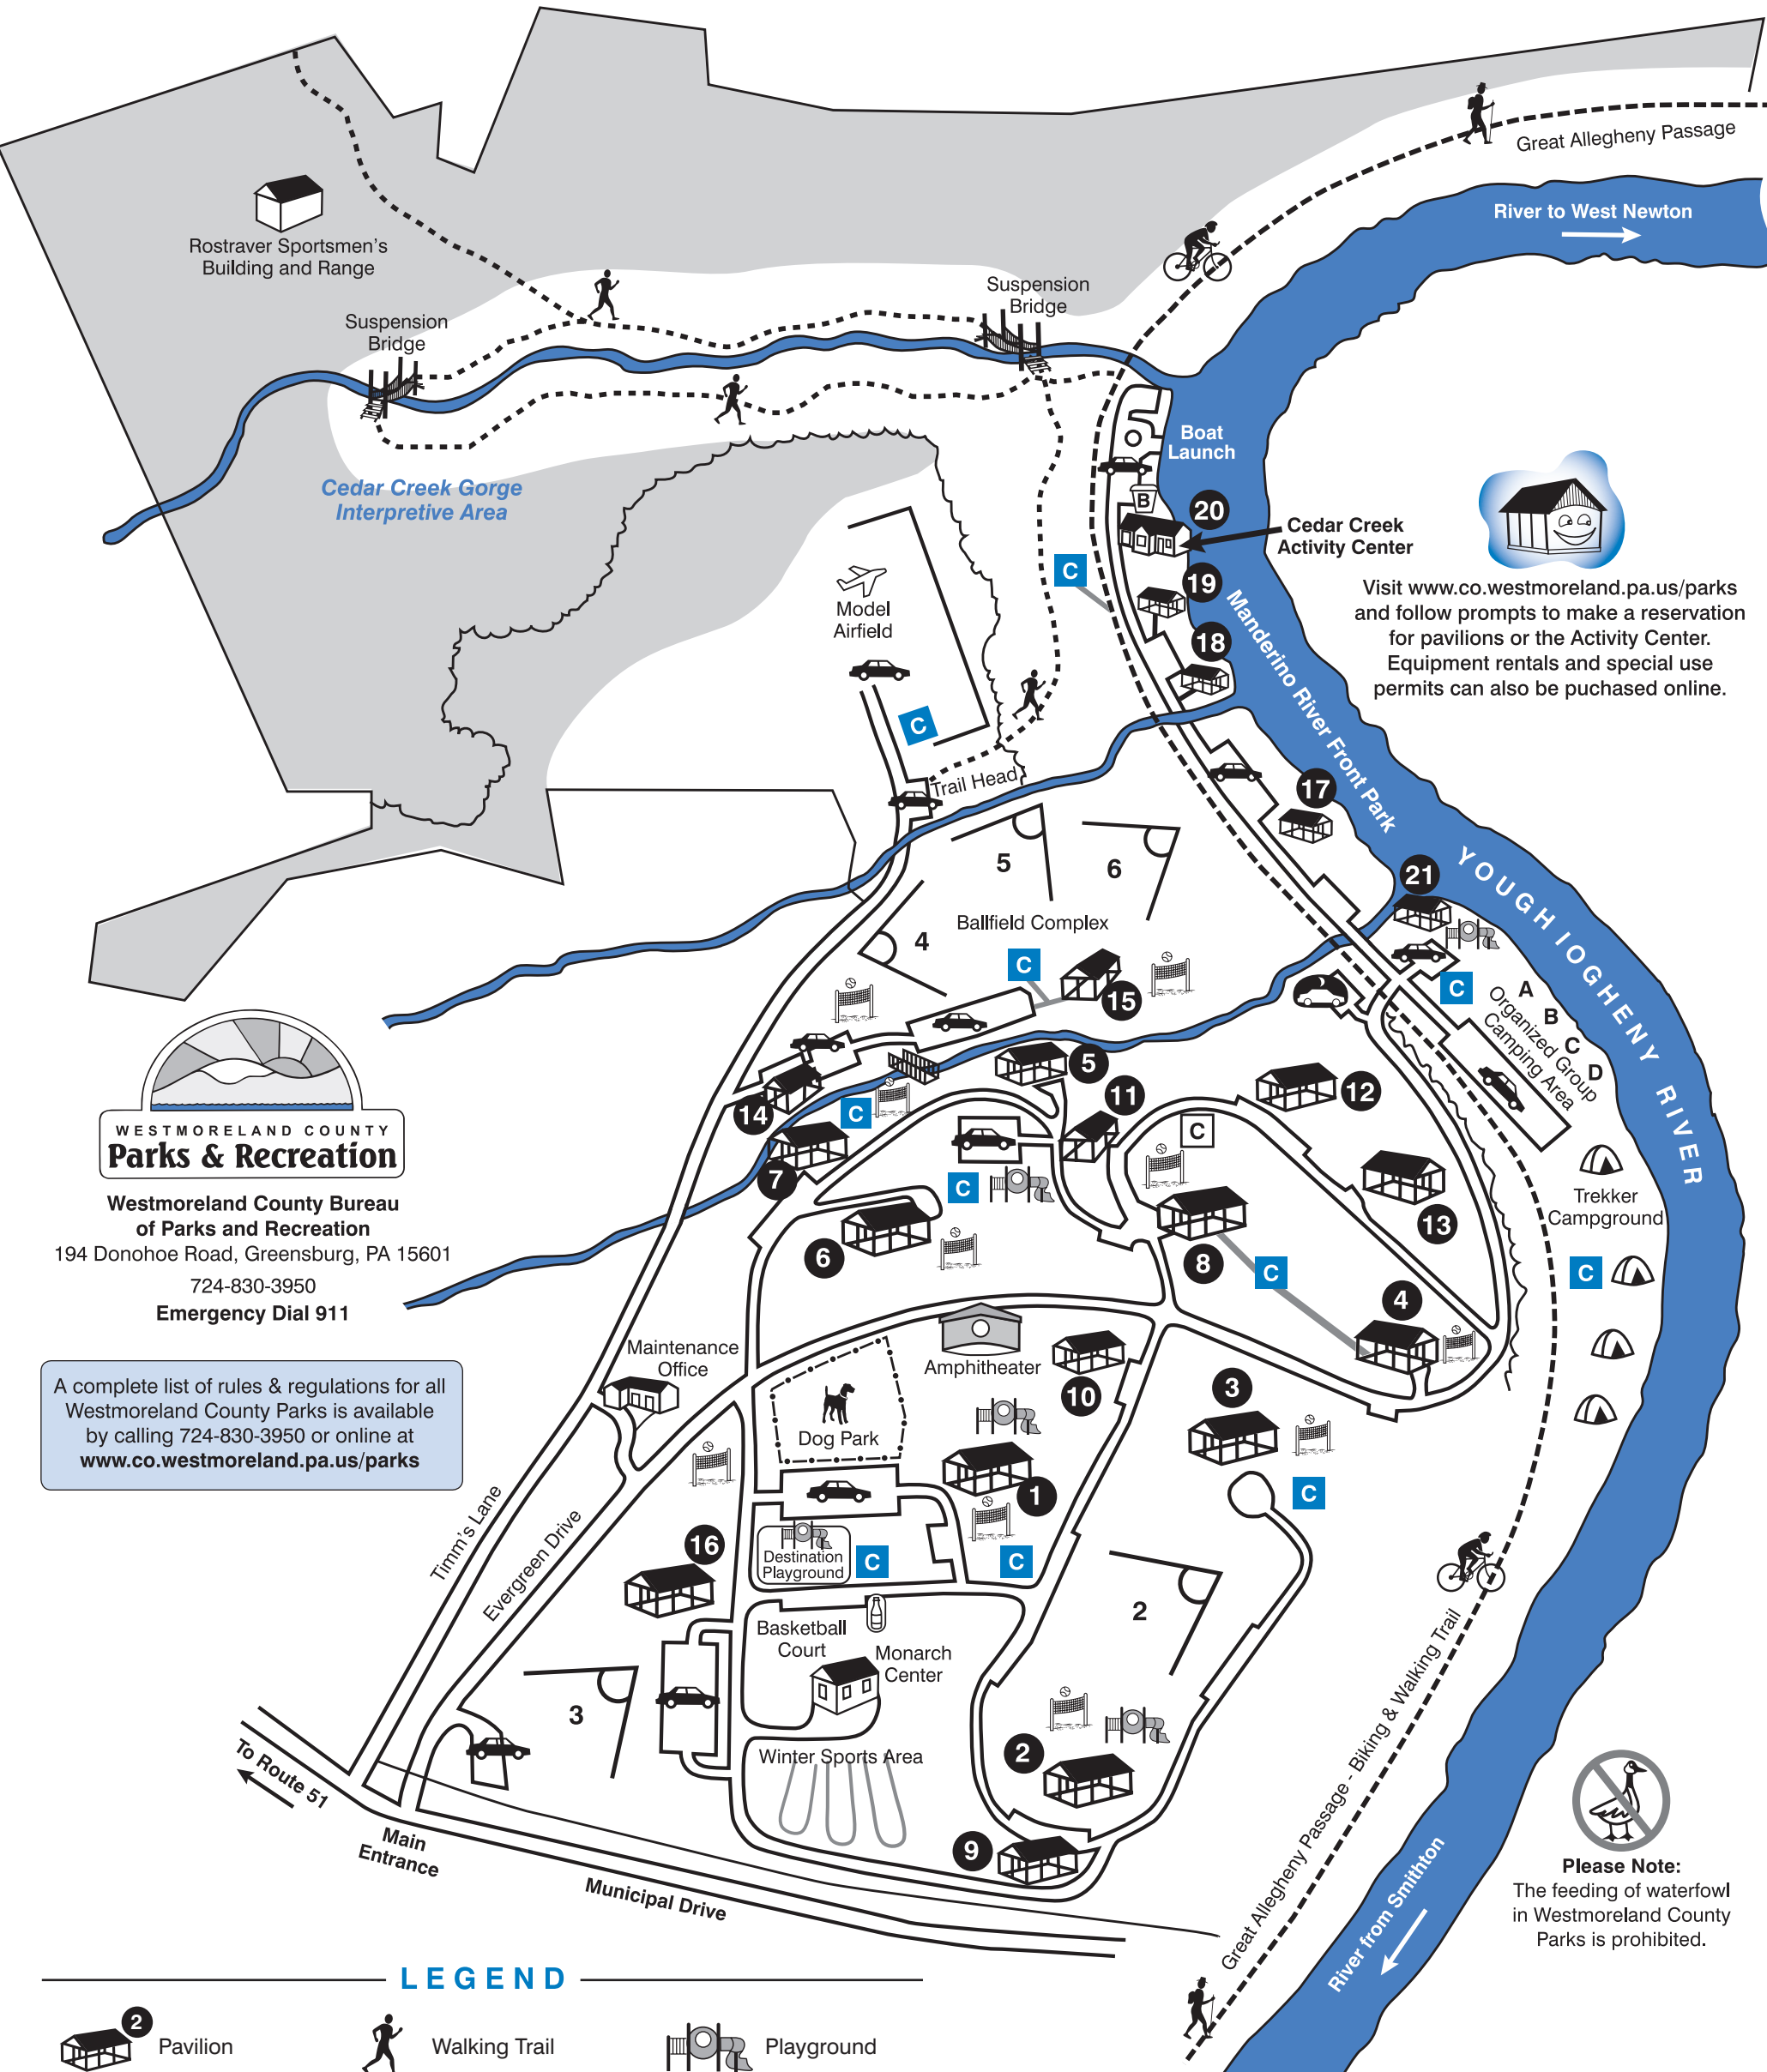 Great Allegheny Passage
River to West Newton
Rostraver Sportsmen's
Building and Range
Suspension
Bridge
Suspension
Bridge
Boat
Launch
Cedar Creek Gorge
Interpretive Area
B
20
Cedar Creek
Activity Center
C
19
Model
Airfield
Manderino River Front Park
Visit www.co.westmoreland.pa.us/parks
and follow prompts to make a reservation
for pavilions or the Activity Center.
Equipment rentals and special use
permits can also be puchased online.
18
C
Trail Head
17
5
6
21
YOUGHIOGHENY RIVER
Ballfield Complex
4
C
15
C
A
B
C
D
Organized Group
Camping Area
5
11
12
14
C
C
7
C
13
Trekker
Campground
6
8
C
C
4
WESTMORELAND COUNTY
Parks & Recreation
Westmoreland County Bureau
of Parks and Recreation
194 Donohoe Road, Greensburg, PA 15601
724-830-3950
Emergency Dial 911
Maintenance
Office
Amphitheater
10
3
A complete list of rules & regulations for all
Westmoreland County Parks is available
by calling 724-830-3950 or online at
www.co.westmoreland.pa.us/parks
Dog Park
1
C
Timm's Lane
Evergreen Drive
16
Destination
Playground
C
C
2
Basketball
Court
Monarch
Center
3
Winter Sports Area
2
9
To Route 51
Main
Entrance
Municipal Drive
Great Allegheny Passage - Biking & Walking Trail
River from Smithton
Please Note:
The feeding of waterfowl
in Westmoreland County
Parks is prohibited.
LEGEND
2
Pavilion
Walking Trail
Playground